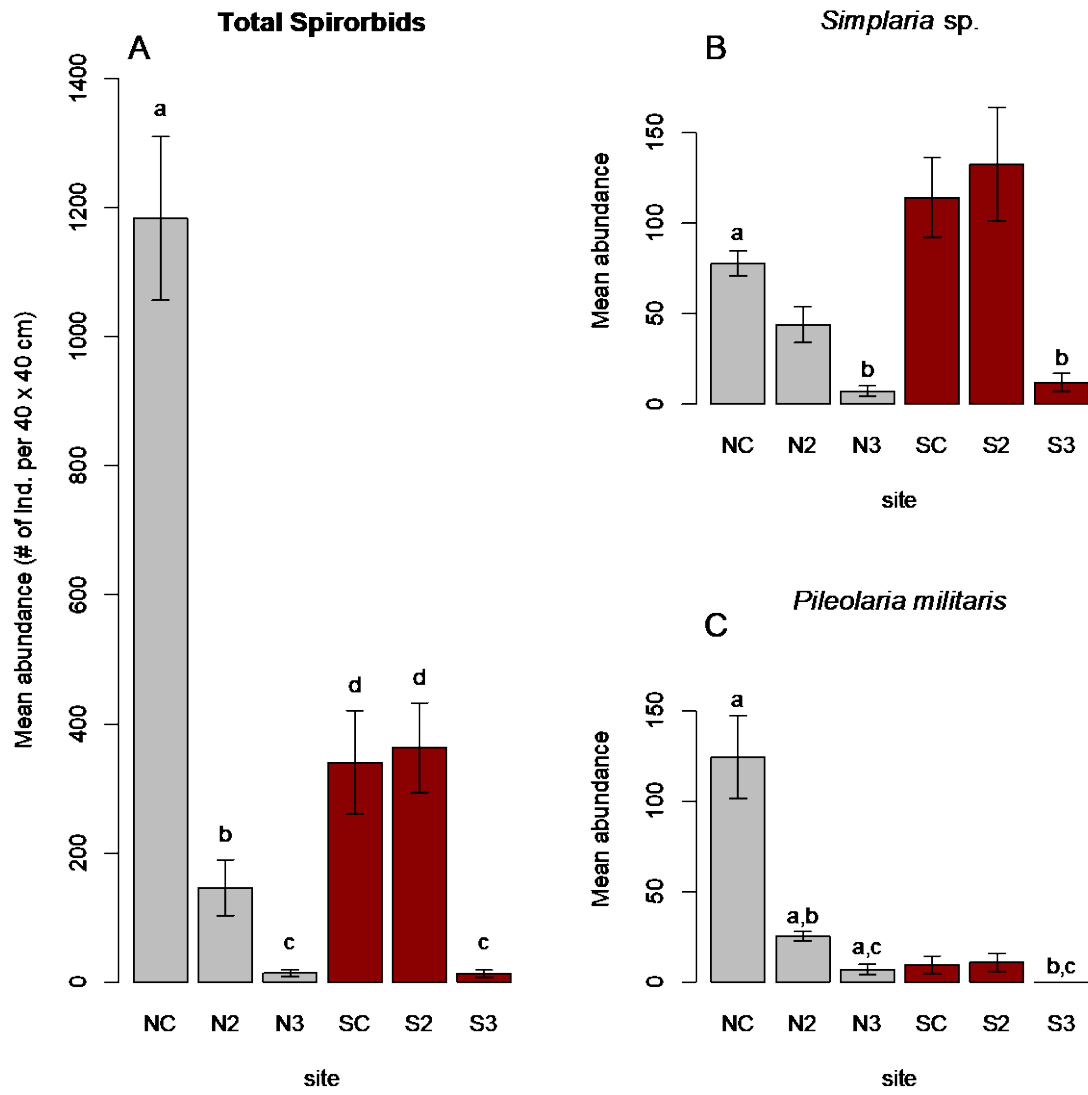 Total Spirorbids
A
Mean abundance (# of Ind. per 40 x 40 cm)
1400
1200
1000
800
600
400
200
0
a
b
c
d
d
c
NC N2 N3 SC S2 S3
site
Simplaria sp.
B
Mean abundance
150
100
50
0
a
b
b
NC N2 N3 SC S2 S3
site
Pileolaria militaris
C
Mean abundance
150
100
50
0
a
a,b
a,c
b,c
NC N2 N3 SC S2 S3
site